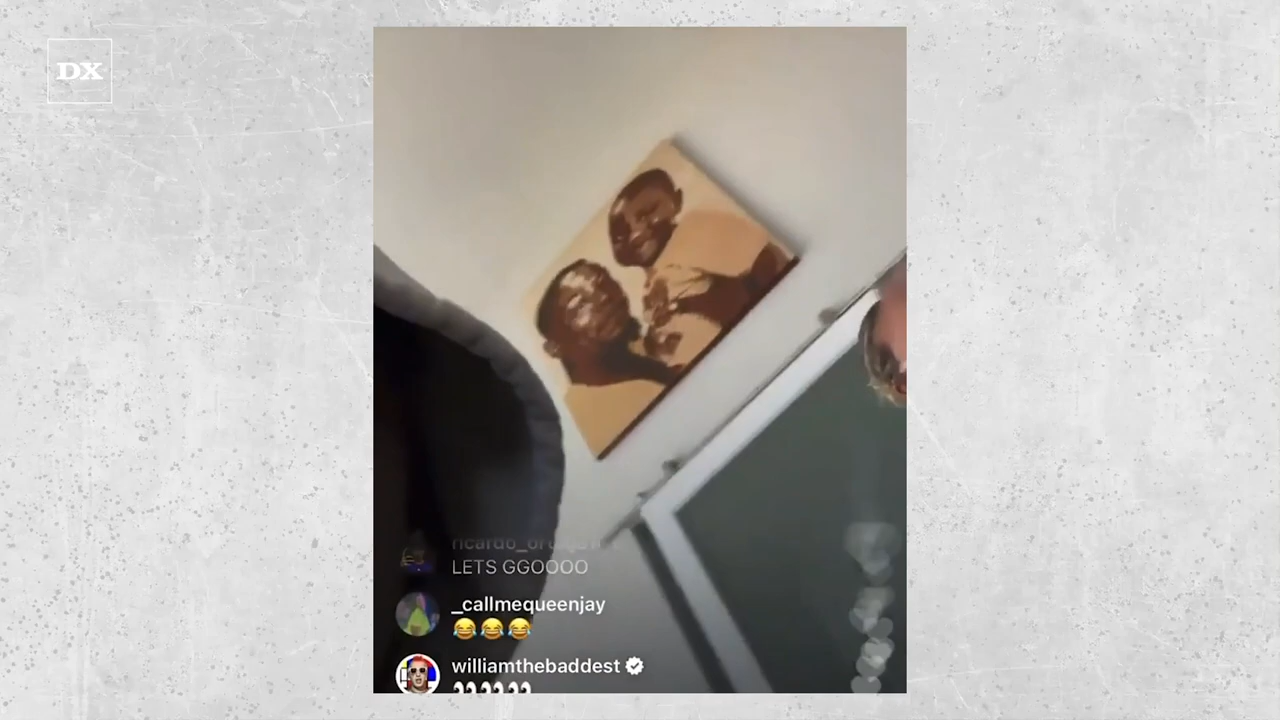 DX
LETS GGOOOO
_callmequeenjay
😂😂😂
williamthebaddest